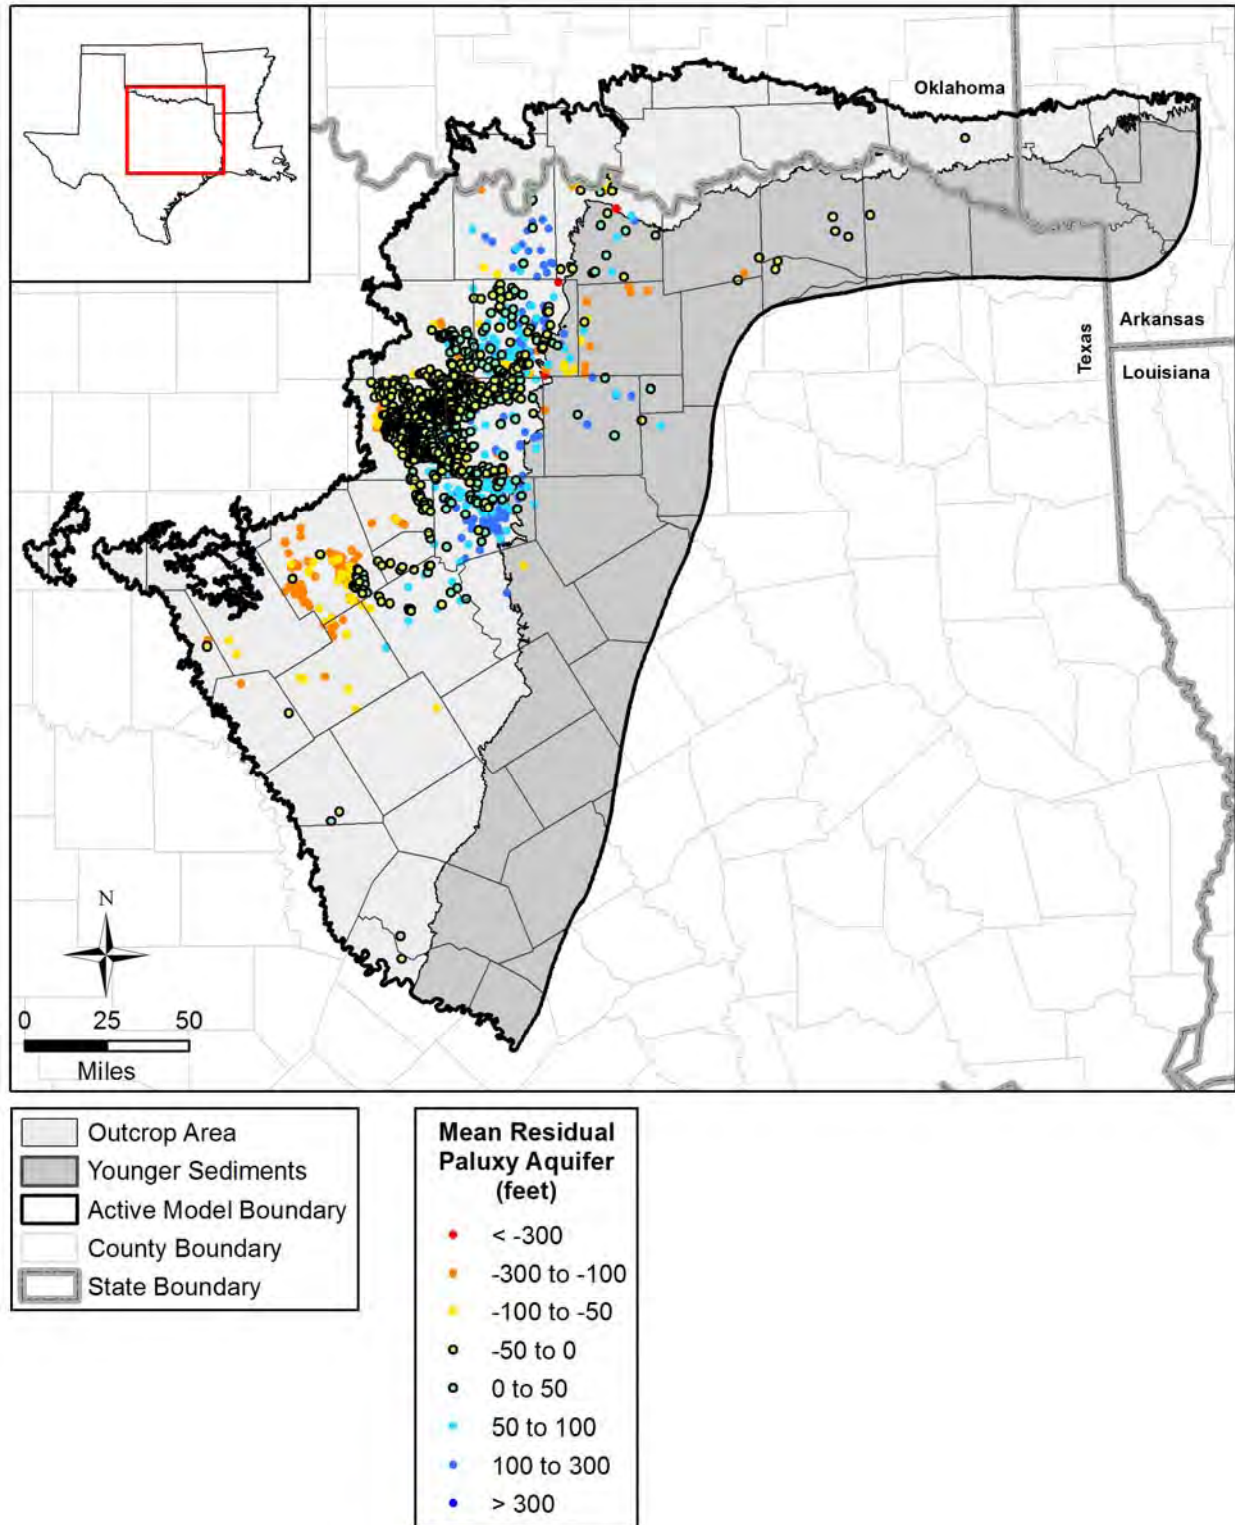 Oklahoma
Arkansas
Texas
Louisiana
N
0 25 50
Miles
Outcrop Area
Younger Sediments
Active Model Boundary
County Boundary
State Boundary
Mean Residual
Paluxy Aquifer
(feet)
< -300
-300 to -100
-100 to -50
-50 to 0
0 to 50
50 to 100
100 to 300
> 300